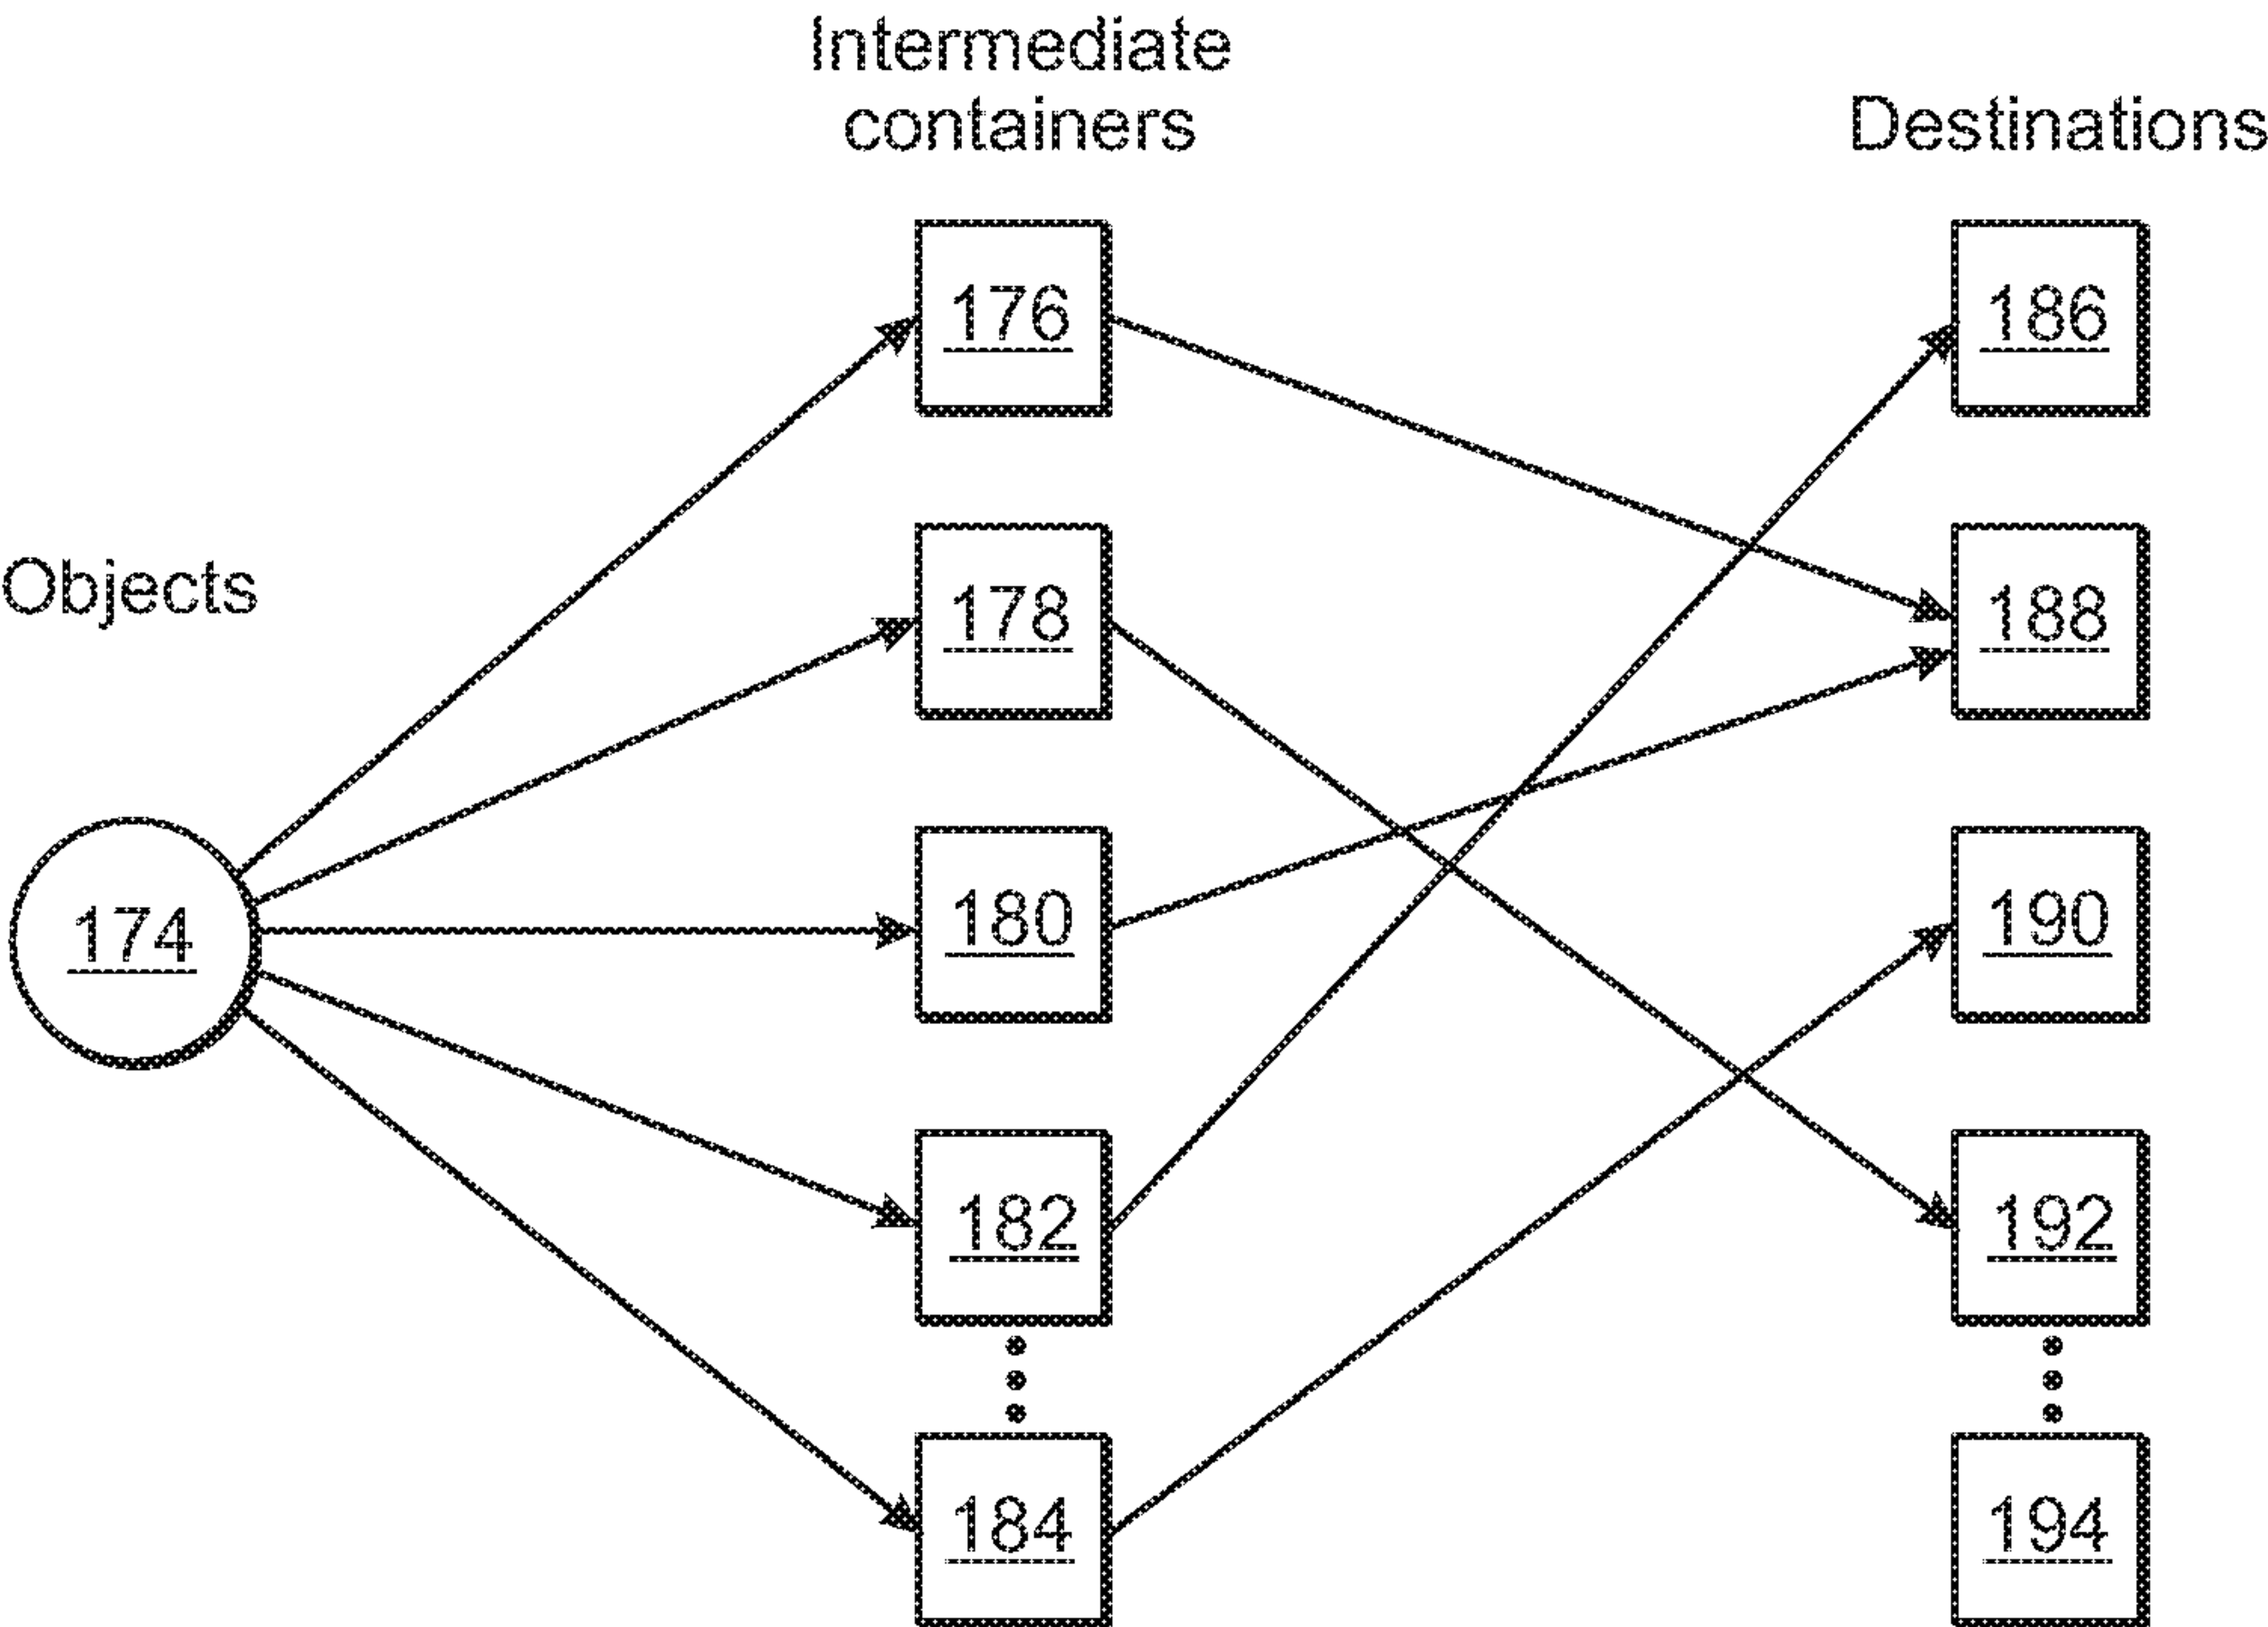 Intermediate
containers
Destinations
Objects
174
176
178
180
182
184
186
188
190
192
194